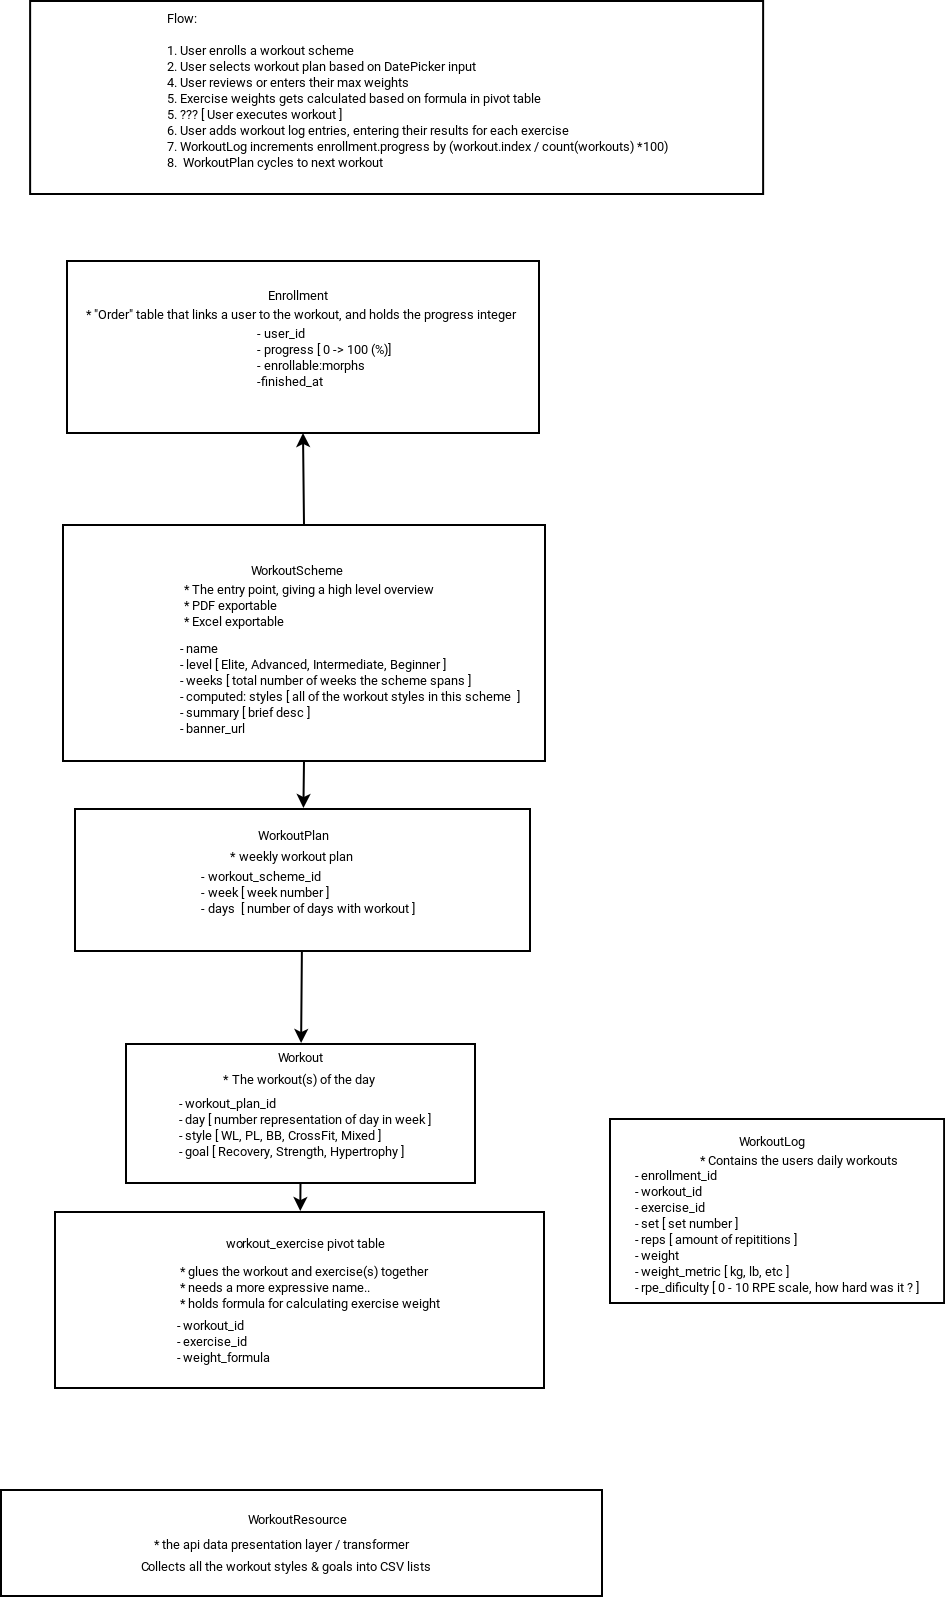 Flow:
1. User enrolls a workout scheme
2. User selects workout plan based on DatePicker input
4. User reviews or enters their max weights
5. Exercise weights gets calculated based on formula in pivot table
5. ??? [ User executes workout ]
6. User adds workout log entries, entering their results for each exercise
7. WorkoutLog increments enrollment.progress by (workout.index / count(workouts) *100)
8.  WorkoutPlan cycles to next workout
Enrollment
* "Order" table that links a user to the workout, and holds the progress integer
- user_id
- progress [ 0 -> 100 (%)]
- enrollable:morphs
-finished_at
WorkoutScheme
* The entry point, giving a high level overview
* PDF exportable
* Excel exportable
- name
- level [ Elite, Advanced, Intermediate, Beginner ]
- weeks [ total number of weeks the scheme spans ]
- computed: styles [ all of the workout styles in this scheme  ]
- summary [ brief desc ]
- banner_url
WorkoutPlan
* weekly workout plan
- workout_scheme_id
- week [ week number ]
- days  [ number of days with workout ]
Workout
* The workout(s) of the day
- workout_plan_id
- day [ number representation of day in week ]
- style [ WL, PL, BB, CrossFit, Mixed ]
- goal [ Recovery, Strength, Hypertrophy ]
WorkoutLog
* Contains the users daily workouts
- enrollment_id
- workout_id
- exercise_id
- set [ set number ]
- reps [ amount of repititions ]
- weight
- weight_metric [ kg, lb, etc ]
- rpe_dificulty [ 0 - 10 RPE scale, how hard was it ? ]
workout_exercise pivot table
* glues the workout and exercise(s) together
* needs a more expressive name..
* holds formula for calculating exercise weight
- workout_id
- exercise_id
- weight_formula
WorkoutResource
* the api data presentation layer / transformer
Collects all the workout styles & goals into CSV lists